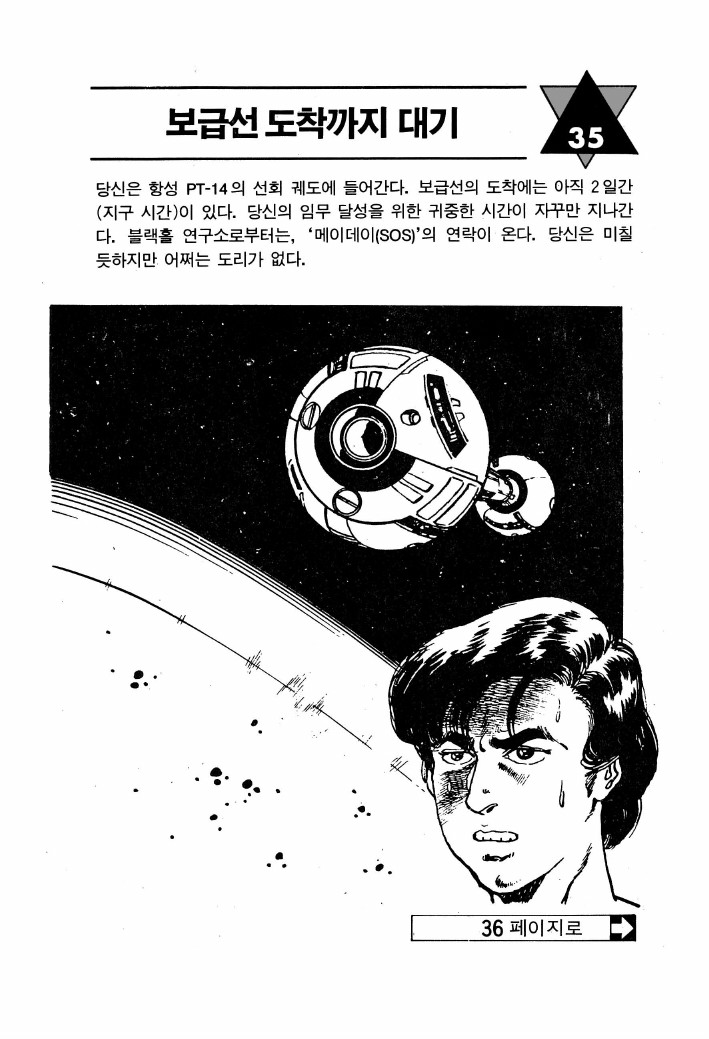 보급선 도착까지 대기
35
당신은 항성 PT-14의 선회 궤도에 들어간다. 보급선의 도착에는 아직 2일간
(지구 시간)이 있다. 당신의 임무 달성을 위한 귀중한 시간이 자꾸만 지나간
다. 블랙홀 연구소로부터는, ‘메이데이(SOS)’의 연락이 온다. 당신은 미칠
듯하지만 어쩌는 도리가 없다.
36 페이지로